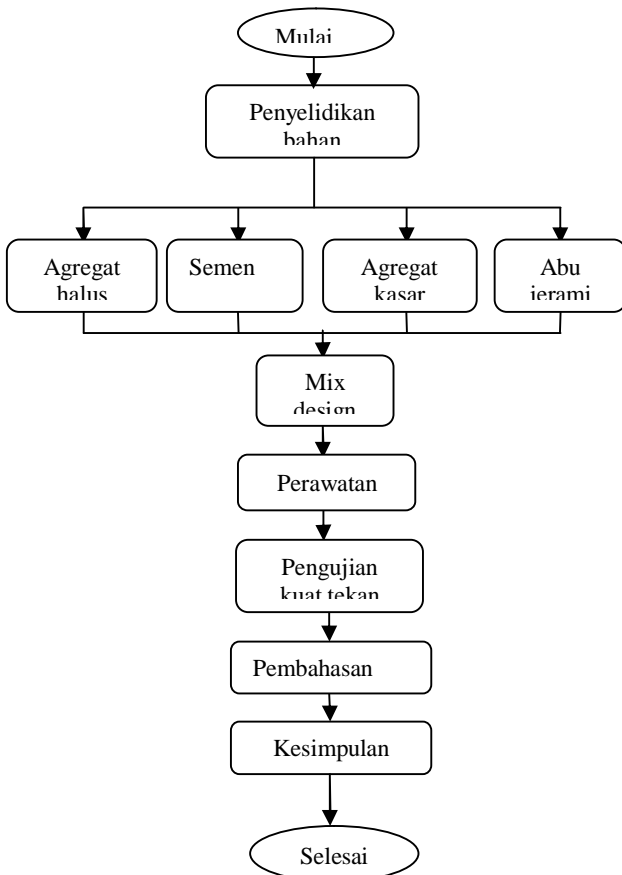 Mulai
Penyelidikan
bahan
Agregat
halus
Semen
Agregat
kasar
Abu
jerami
Mix
design
Perawatan
Pengujian
kuat tekan
Pembahasan
Kesimpulan
Selesai